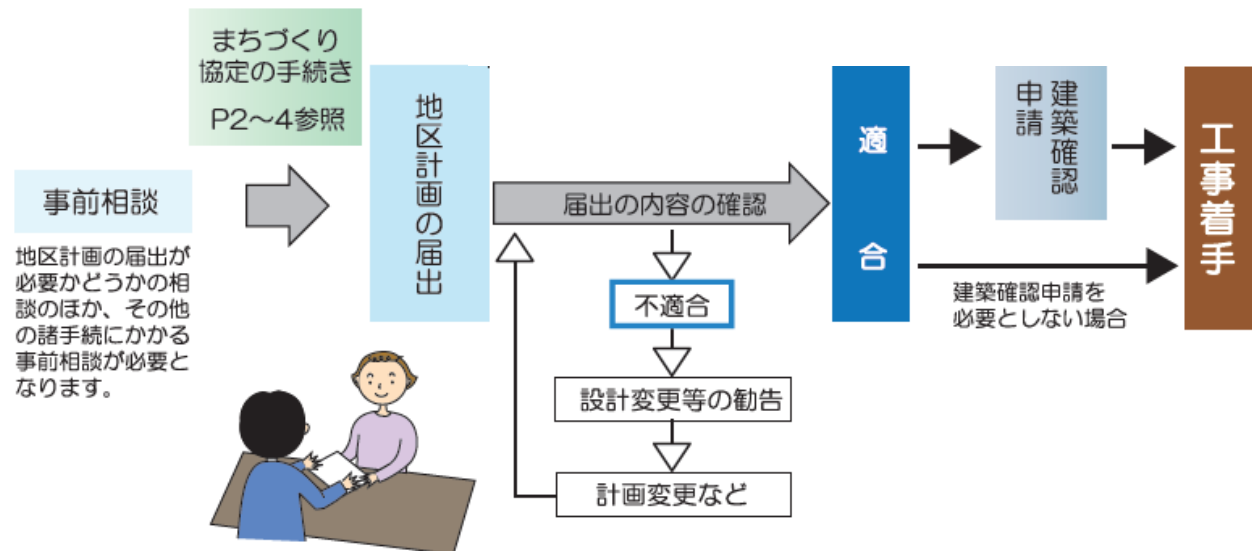 まちづくり
協定の手続き
P2～4参照
事前相談
地区計画の届出が
必要かどうかの相
談のほか、その他
の諸手続にかかる
事前相談が必要と
なります。
地区計画の届出
届出の内容の確認
不適合
設計変更等の勧告
計画変更など
適合
建築確認
申請
建築確認申請を
必要としない場合
工事着手